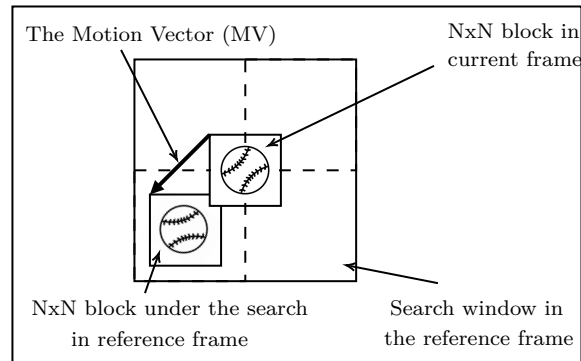 The Motion Vector (MV)
NxN block in
current frame
NxN block under the search
in reference frame
Search window in
the reference frame